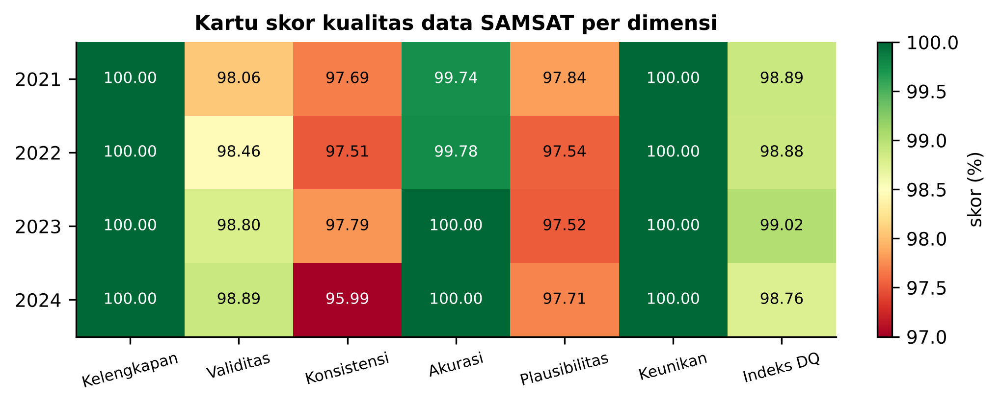 Kartu skor kualitas data SAMSAT per dimensi
2021 100.00 98.06 97.69 99.74 97.84 100.00 98.89
2022 100.00 98.46 97.51 99.78 97.54 100.00 98.88
2023 100.00 98.80 97.79 100.00 97.52 100.00 99.02
2024 100.00 98.89 95.99 100.00 97.71 100.00 98.76
Kelengkapan Validitas Konsistensi Akurasi Plausibilitas Keunikan Indeks DQ
100.0
99.5
99.0
98.5
98.0
97.5
97.0
skor (%)